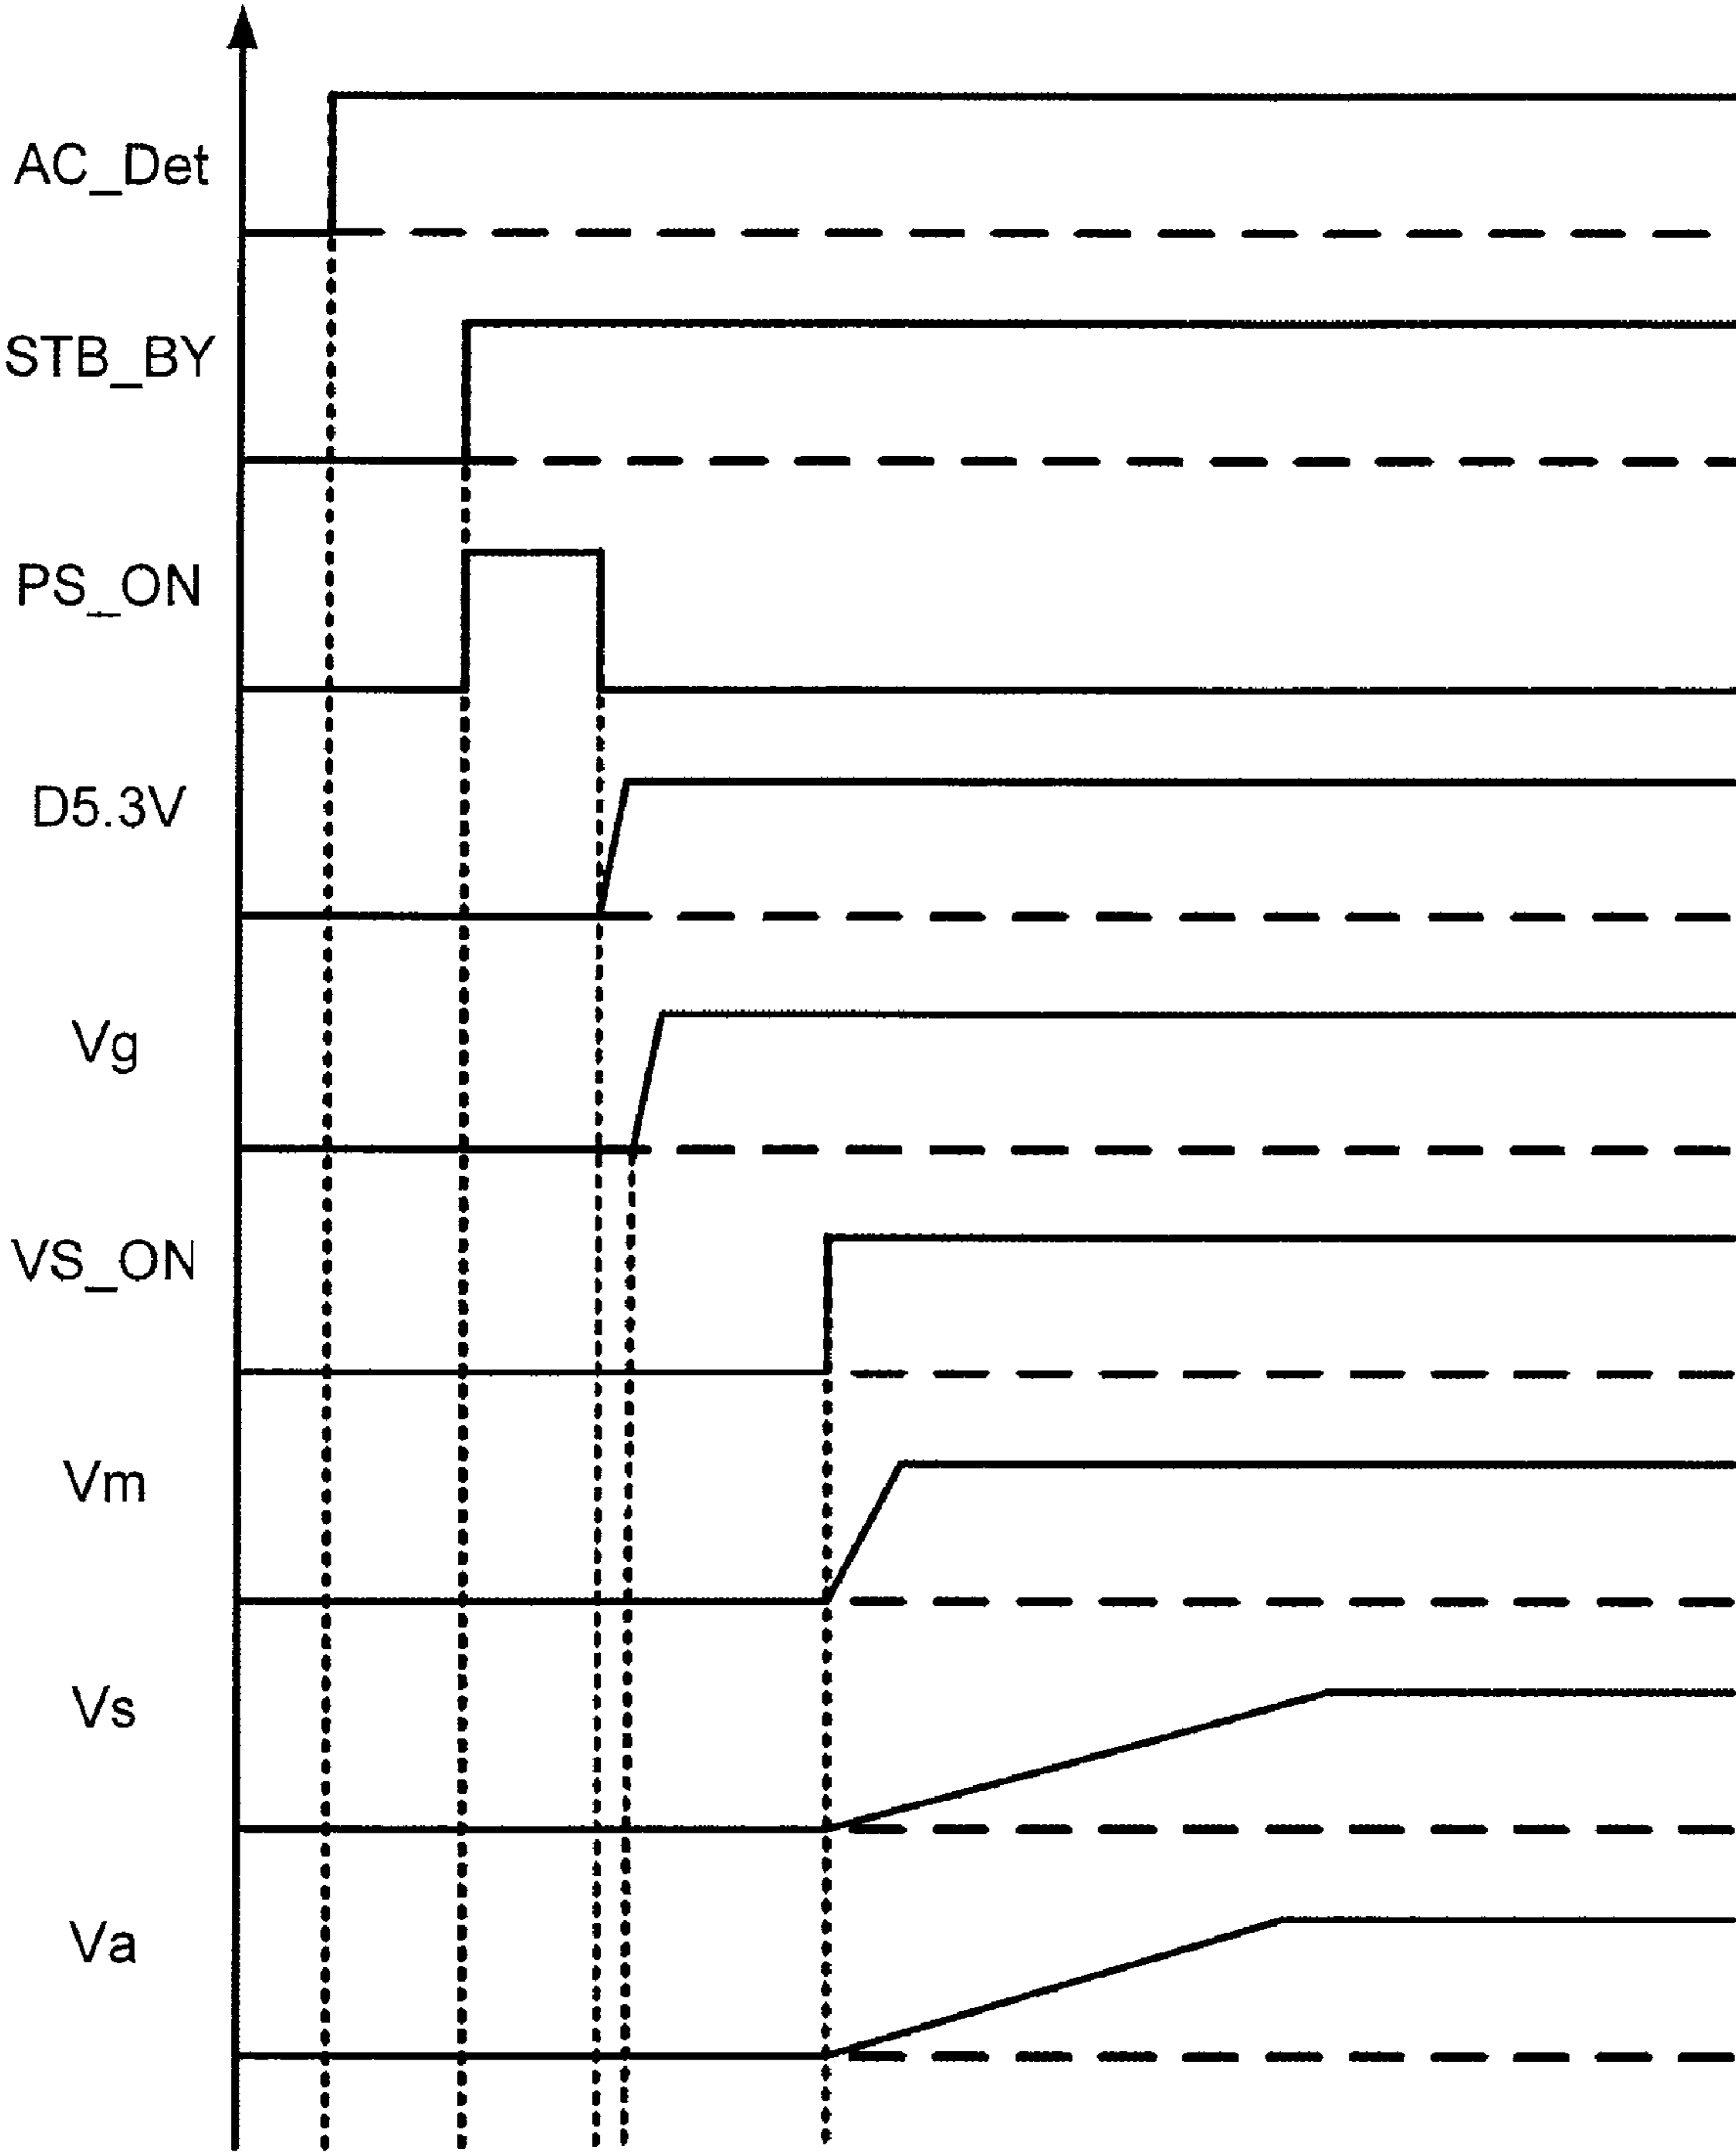 AC_Det
STB_BY
PS_ON
D5.3V
Vg
VS_ON
Vm
Vs
Va